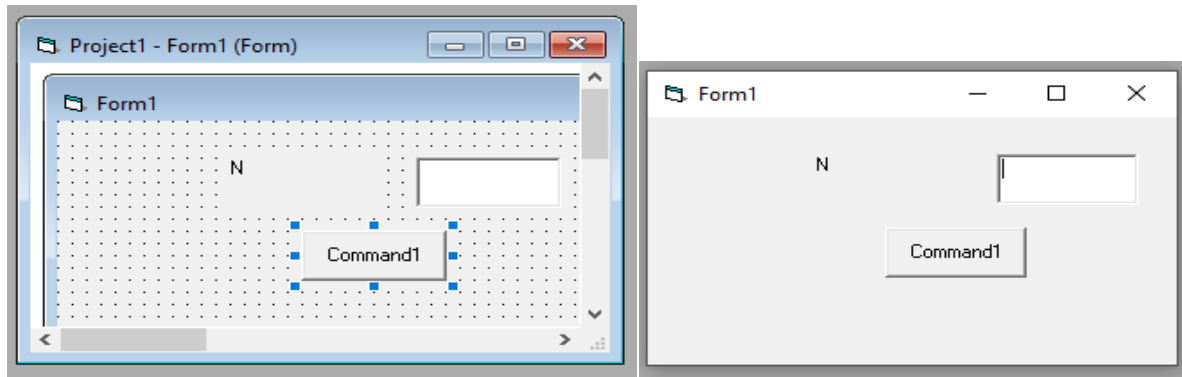 Project1 - Form1 (Form)
Form1
N
Command1
Form1
N
Command1